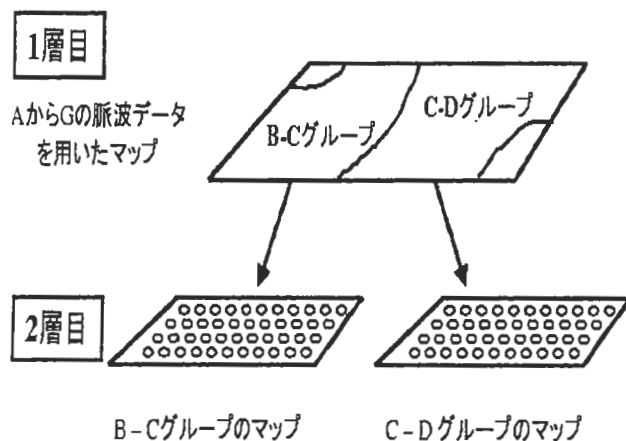 1層目
AからGの脈波データ
を用いたマップ
B-Cグループ
C-Dグループ
2層目
B-Cグループのマップ
C-Dグループのマップ